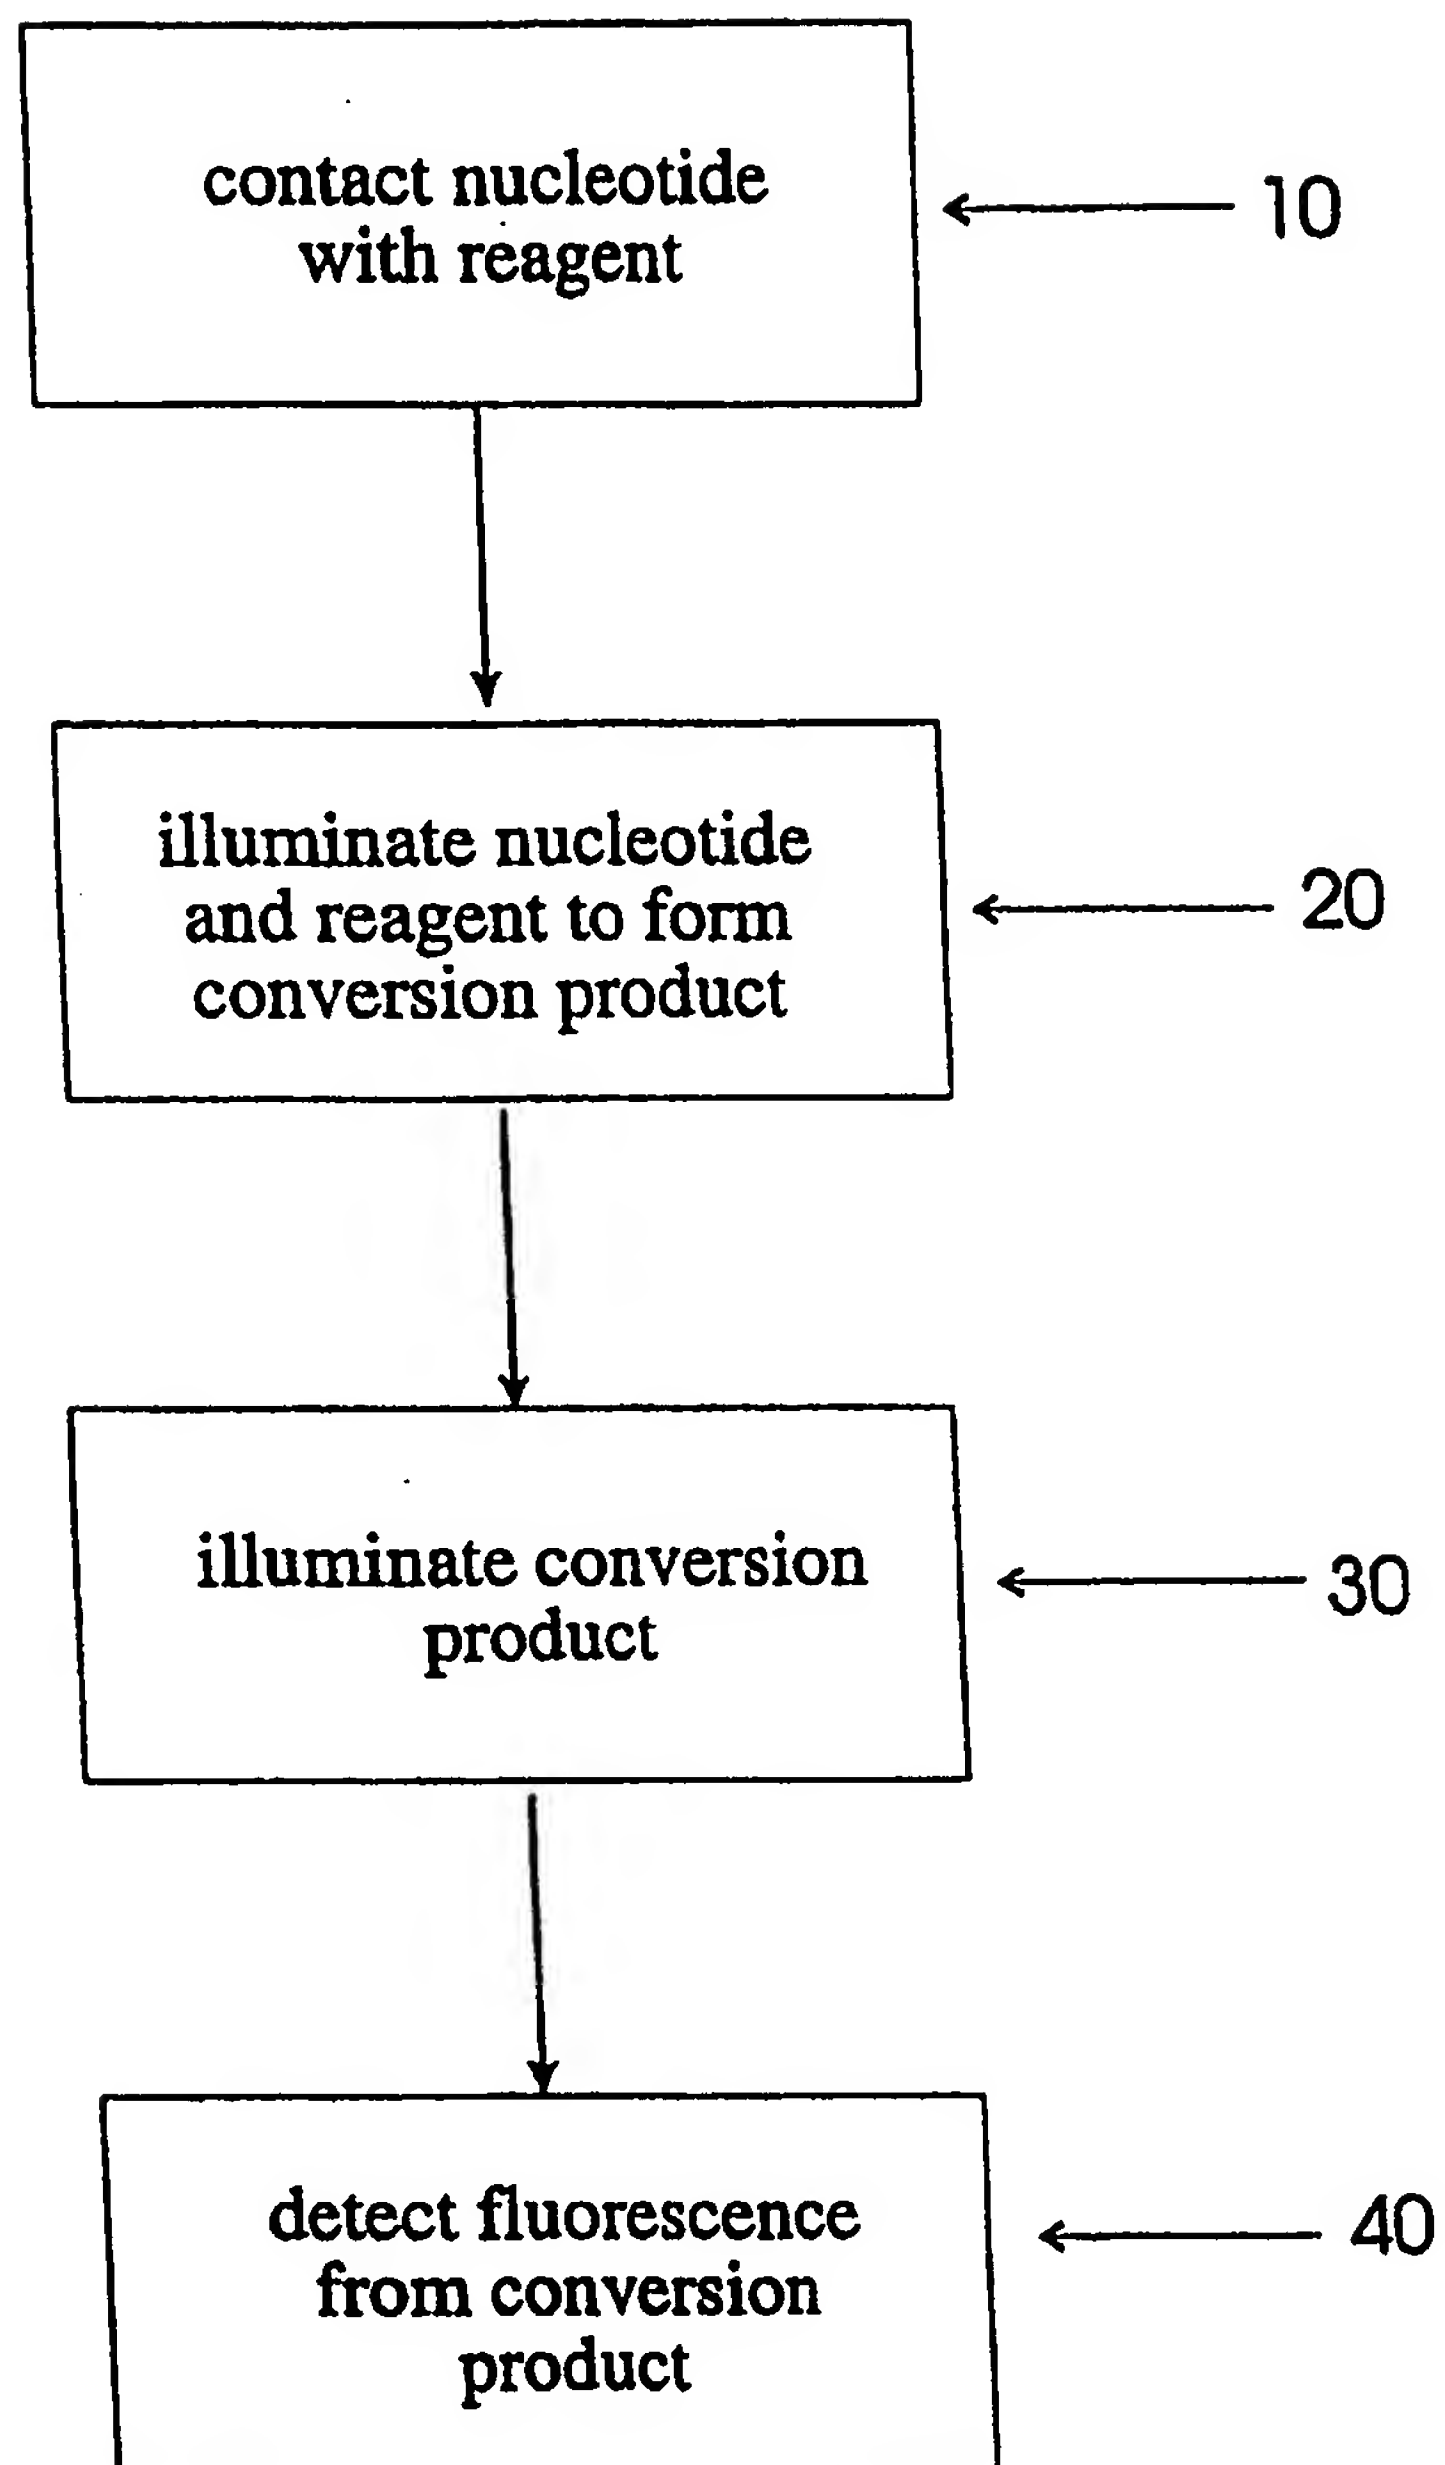 contact nucleotide
with reagent
10
illuminate nucleotide
and reagent to form
conversion product
20
illuminate conversion
product
30
detect fluorescence
from conversion
product
40